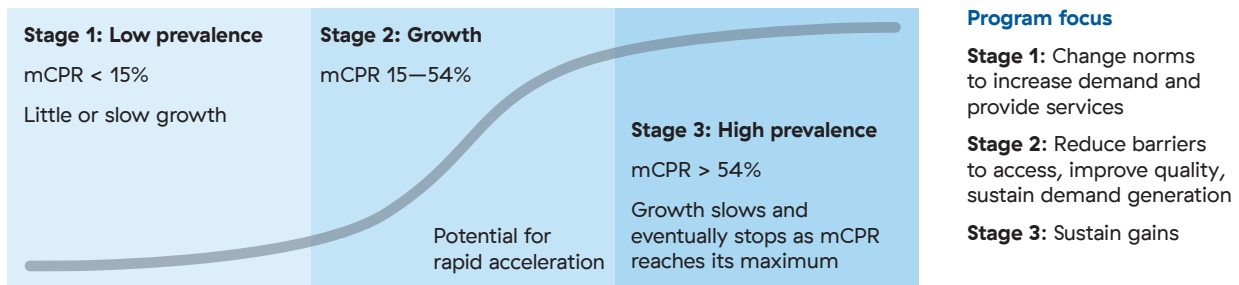 Stage 1: Low prevalence
mCPR < 15%
Little or slow growth
Stage 2: Growth
mCPR 15—54%
Potential for
rapid acceleration
Stage 3: High prevalence
mCPR > 54%
Growth slows and
eventually stops as mCPR
reaches its maximum
Program focus
Stage 1: Change norms
to increase demand and
provide services
Stage 2: Reduce barriers
to access, improve quality,
sustain demand generation
Stage 3: Sustain gains